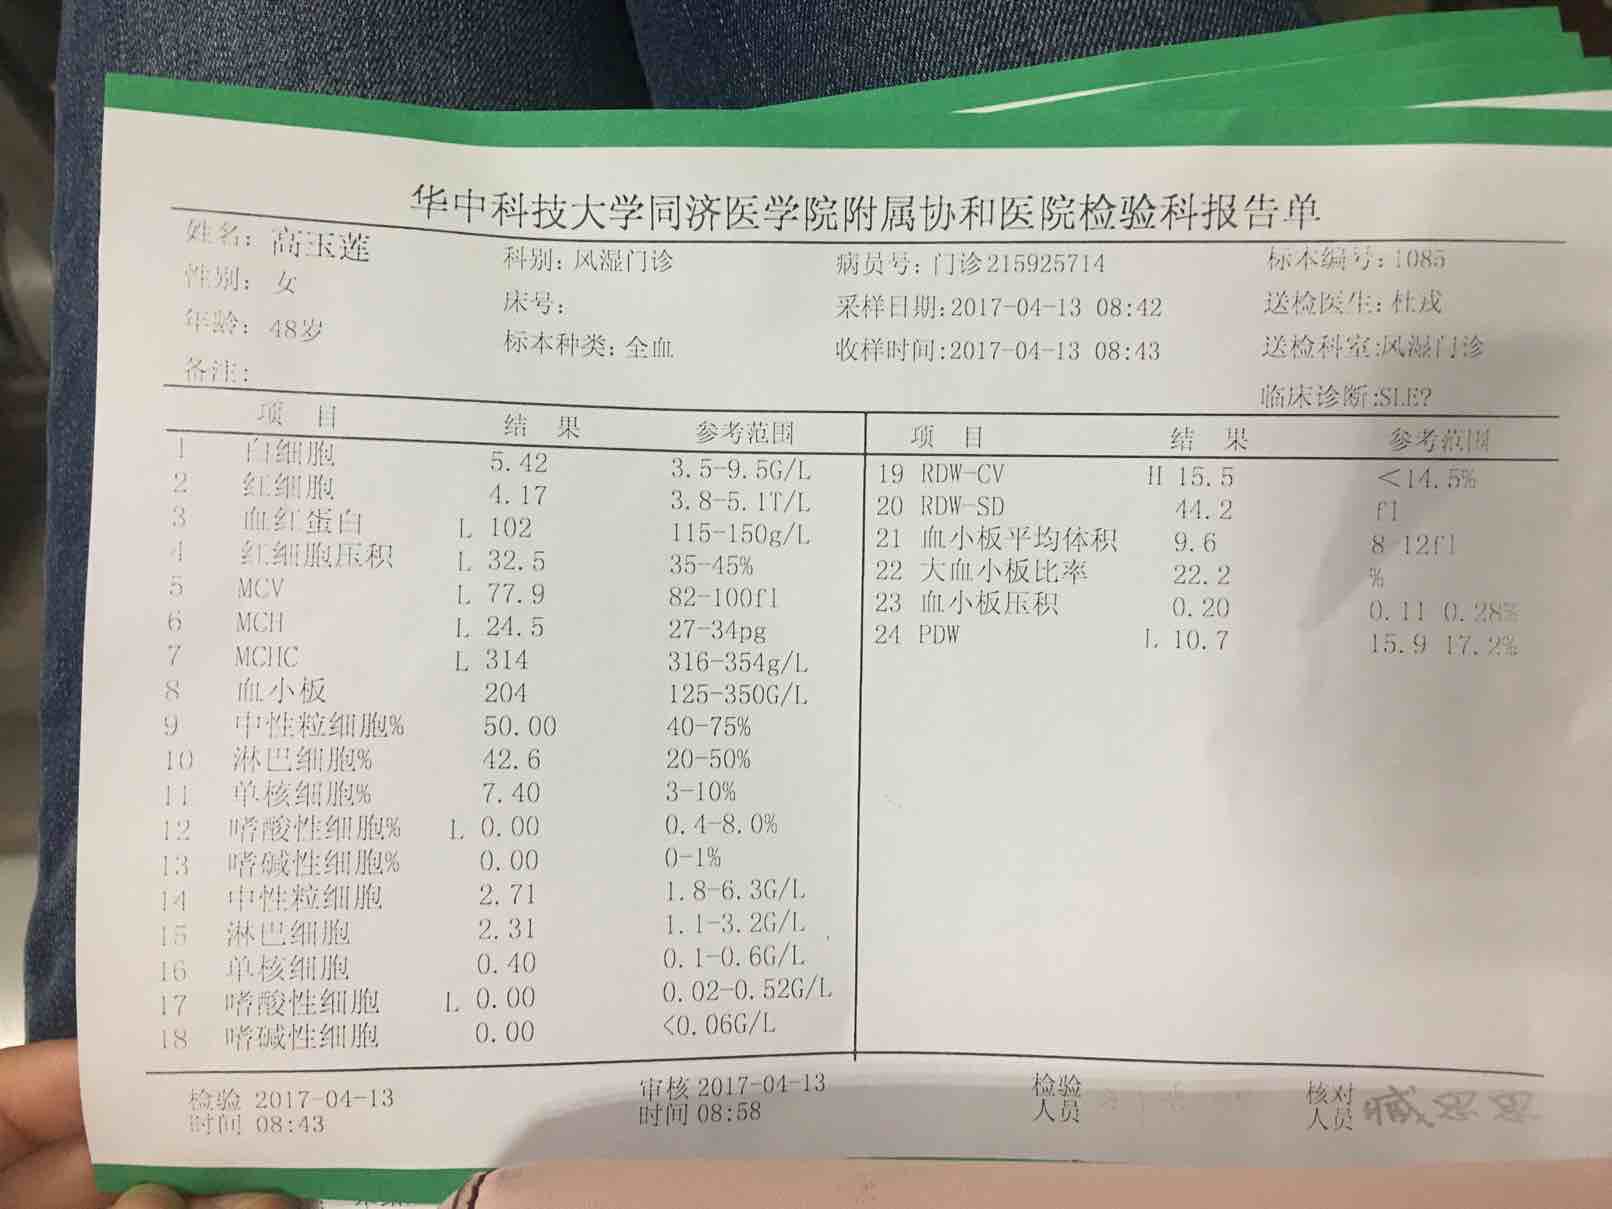 华中科技大学同济医学院附属协和医院检验科报告单
姓名: 高玉莲 科别: 风湿门诊 病员号: 门诊215925714 标本编号: 1085
性别: 女 床号: 采样日期:2017-04-13 08:42 送检医生: 杜戎
年龄: 48岁 标本种类: 全血 收样时间:2017-04-13 08:43 送检科室:风湿门诊
备注: 临床诊断:SLE?
项 目 结 果 参考范围
1 白细胞 5.42 3.5-9.5G/L
2 红细胞 4.17 3.8-5.1T/L
3 血红蛋白 L 102 115-150g/L
4 红细胞压积 L 32.5 35-45%
5 MCV L 77.9 82-100fl
6 MCH L 24.5 27-34pg
7 MCHC L 314 316-354g/L
8 血小板 204 125-350G/L
9 中性粒细胞% 50.00 40-75%
10 淋巴细胞% 42.6 20-50%
11 单核细胞% 7.40 3-10%
12 嗜酸性细胞% L 0.00 0.4-8.0%
13 嗜碱性细胞% 0.00 0-1%
14 中性粒细胞 2.71 1.8-6.3G/L
15 淋巴细胞 2.31 1.1-3.2G/L
16 单核细胞 0.40 0.1-0.6G/L
17 嗜酸性细胞 L 0.00 0.02-0.52G/L
18 嗜碱性细胞 0.00 <0.06G/L
项 目 结 果 参考范围
19 RDW-CV H 15.5 <14.5%
20 RDW-SD 44.2 fl
21 血小板平均体积 9.6 8-12fl
22 大血小板比率 22.2 %
23 血小板压积 0.20 0.11-0.28%
24 PDW L 10.7 15.9-17.2%
检验 2017-04-13 审核 2017-04-13 检验 核对
时间 08:43 时间 08:58 人员 人员